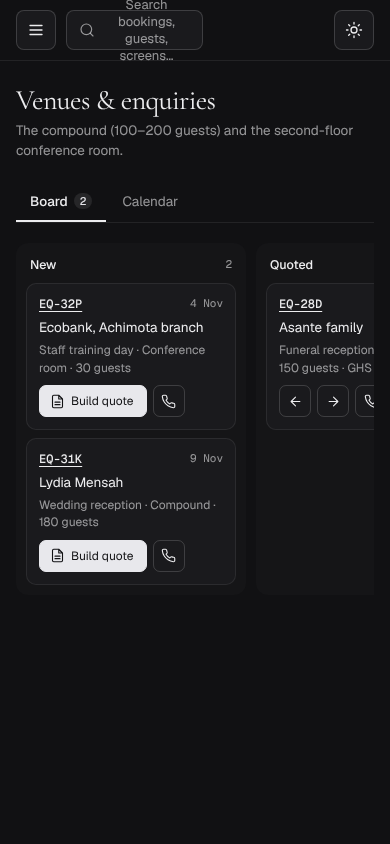 Search
bookings,
guests,
screens…
Venues & enquiries
The compound (100–200 guests) and the second-floor
conference room.
Board 2 Calendar
New 2
EQ-32P 4 Nov
Ecobank, Achimota branch
Staff training day · Conference
room · 30 guests
Build quote
EQ-31K 9 Nov
Lydia Mensah
Wedding reception · Compound ·
180 guests
Build quote
Quoted
EQ-28D
Asante family
Funeral reception
150 guests · GHS